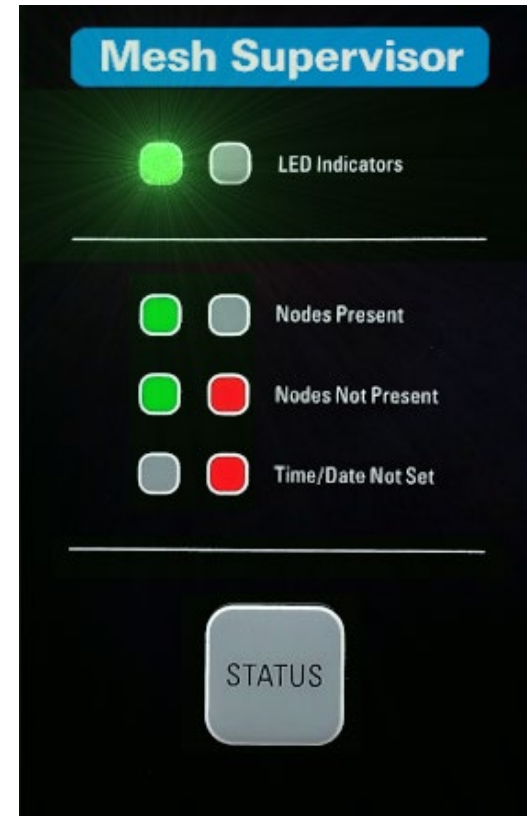 Mesh Supervisor
LED Indicators
Nodes Present
Nodes Not Present
Time/Date Not Set
STATUS